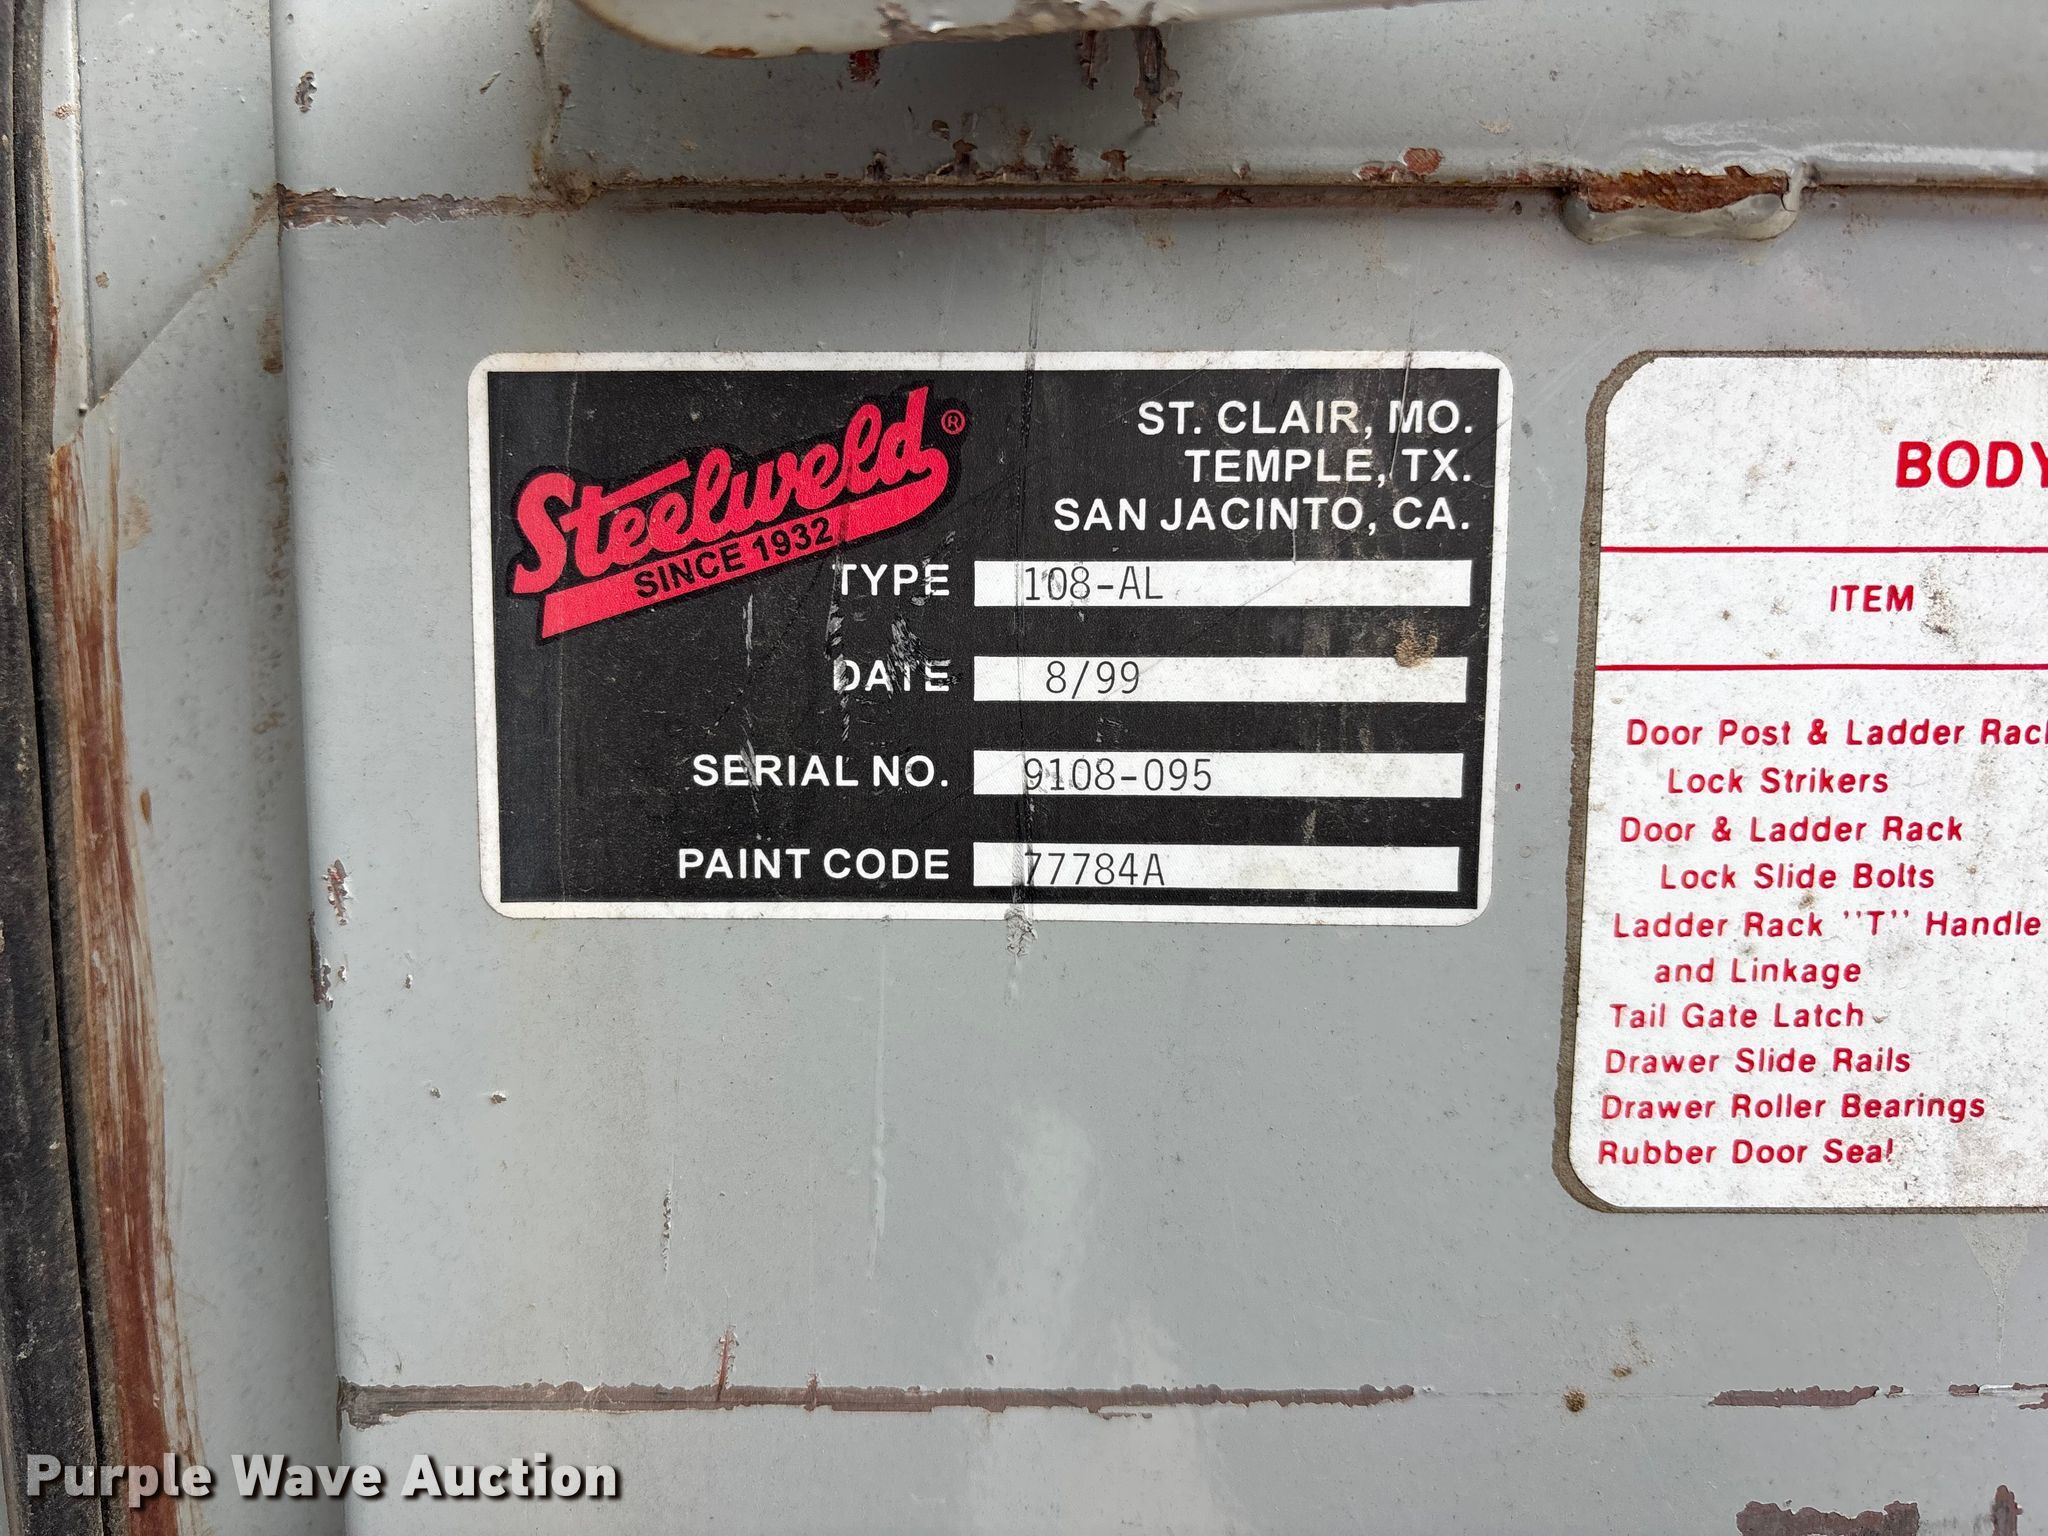 Steelweld®
SINCE 1932
ST. CLAIR, MO.
TEMPLE, TX.
SAN JACINTO, CA.
TYPE 108-AL
DATE 8/99
SERIAL NO. 9108-095
PAINT CODE 77784A
BODY
ITEM
Door Post & Ladder Rack
Lock Strikers
Door & Ladder Rack
Lock Slide Bolts
Ladder Rack "T" Handle
and Linkage
Tail Gate Latch
Drawer Slide Rails
Drawer Roller Bearings
Rubber Door Seal
Purple Wave Auction